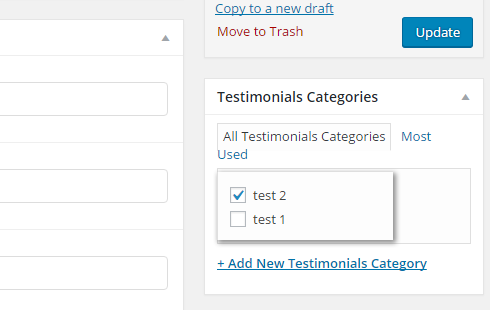 Copy to a new draft
Move to Trash
Update
Testimonials Categories
All Testimonials Categories Most
Used
test 2
test 1
+ Add New Testimonials Category